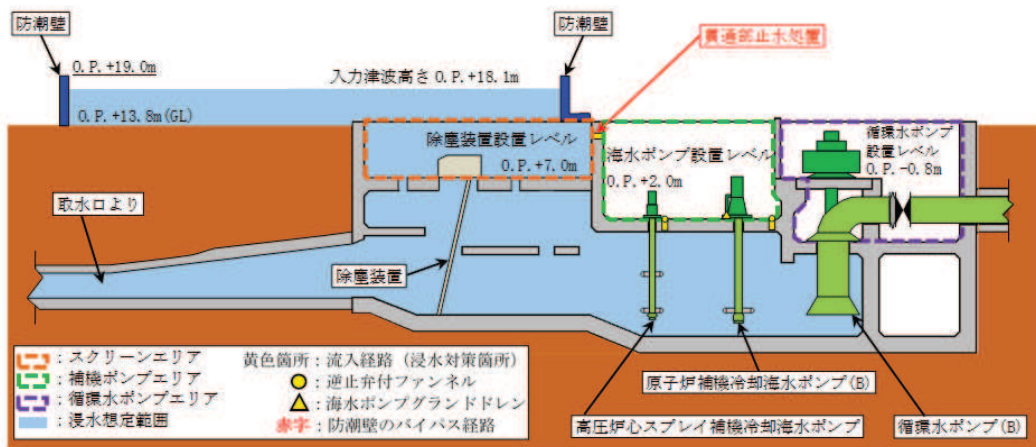 防潮壁
防潮壁
貫通部止水処置
O.P.+19.0m
入力津波高さ O.P.+18.1m
O.P.+13.8m(GL)
除塵装置設置レベル
O.P.+7.0m
海水ポンプ設置レベル
O.P.+2.0m
循環水ポンプ
設置レベル
O.P.-0.8m
取水口より
除塵装置
原子炉補機冷却海水ポンプ(B)
高圧炉心スプレイ補機冷却海水ポンプ
循環水ポンプ(B)
:スクリーンエリア
:補機ポンプエリア
:循環水ポンプエリア
:浸水想定範囲
黄色箇所:流入経路(浸水対策箇所)
:逆止弁付ファンネル
:海水ポンプグランドドレン
赤字:防潮壁のバイパス経路